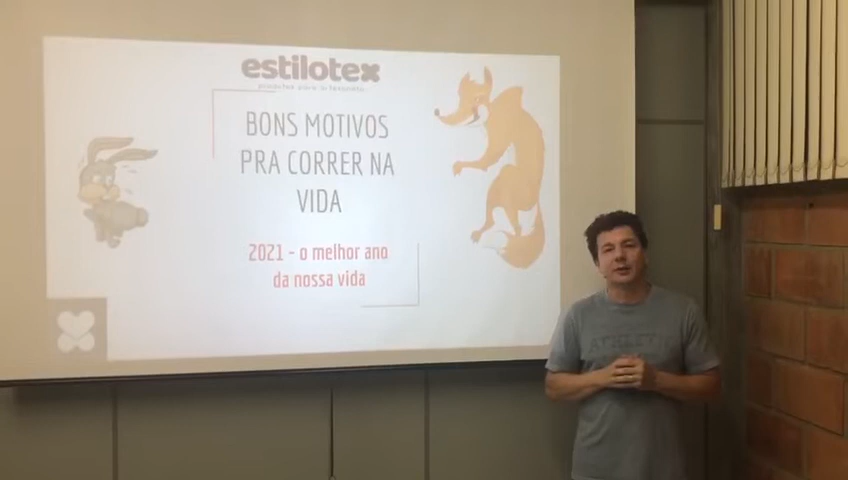 estilotex
BONS MOTIVOS
PRA CORRER NA
VIDA
2021 - o melhor ano
da nossa vida